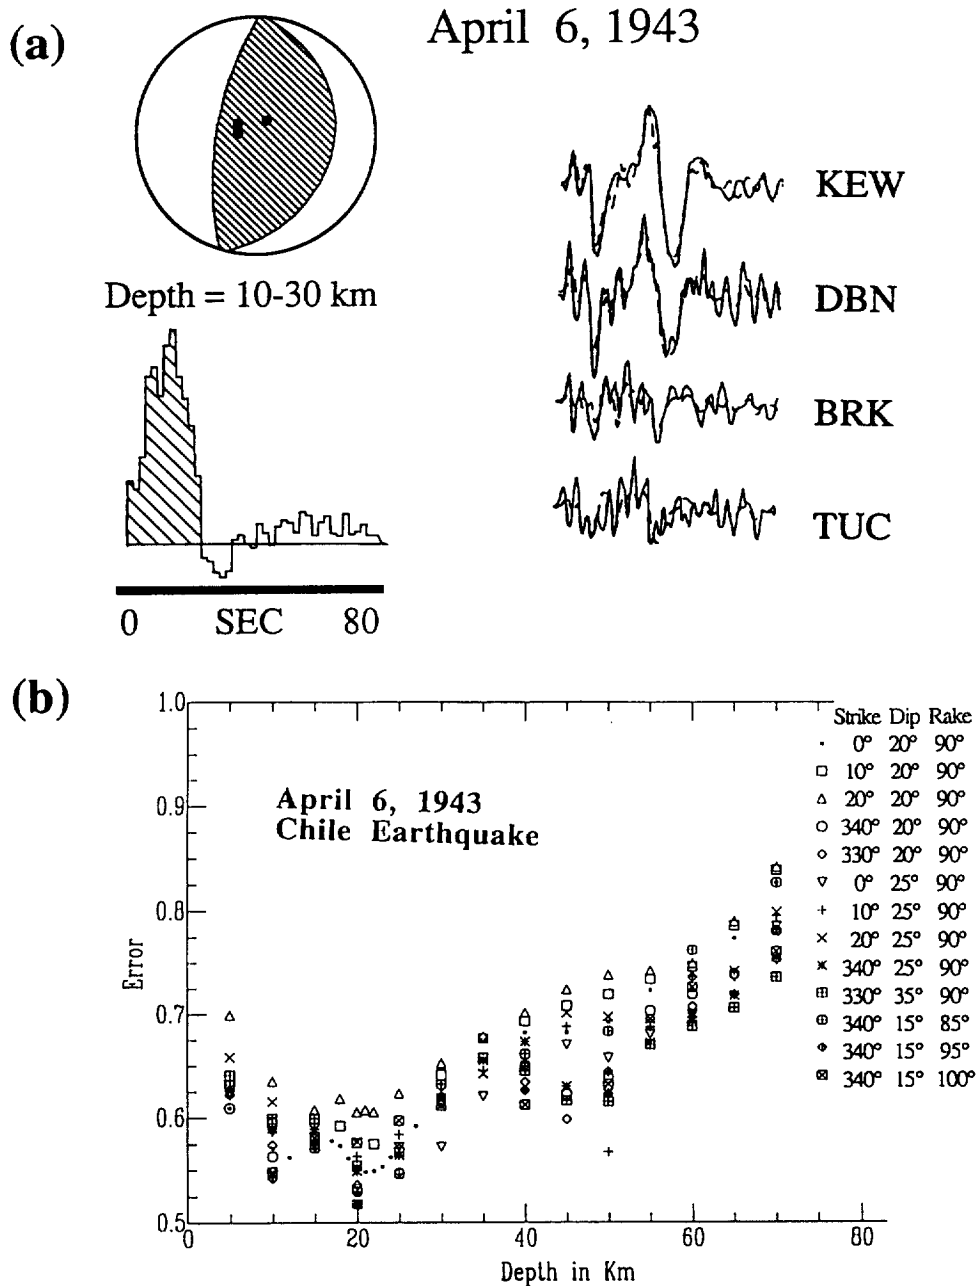 (a)
April 6, 1943
KEW
DBN
BRK
TUC
Depth = 10-30 km
0 SEC 80
(b)
1.0
0.9
0.8
0.7
0.6
0.5
Error
0 20 40 60 80
Depth in Km
April 6, 1943
Chile Earthquake
Strike Dip Rake
0° 20° 90°
10° 20° 90°
20° 20° 90°
340° 20° 90°
330° 20° 90°
0° 25° 90°
10° 25° 90°
20° 25° 90°
340° 25° 90°
330° 35° 90°
340° 15° 85°
340° 15° 95°
340° 15° 100°